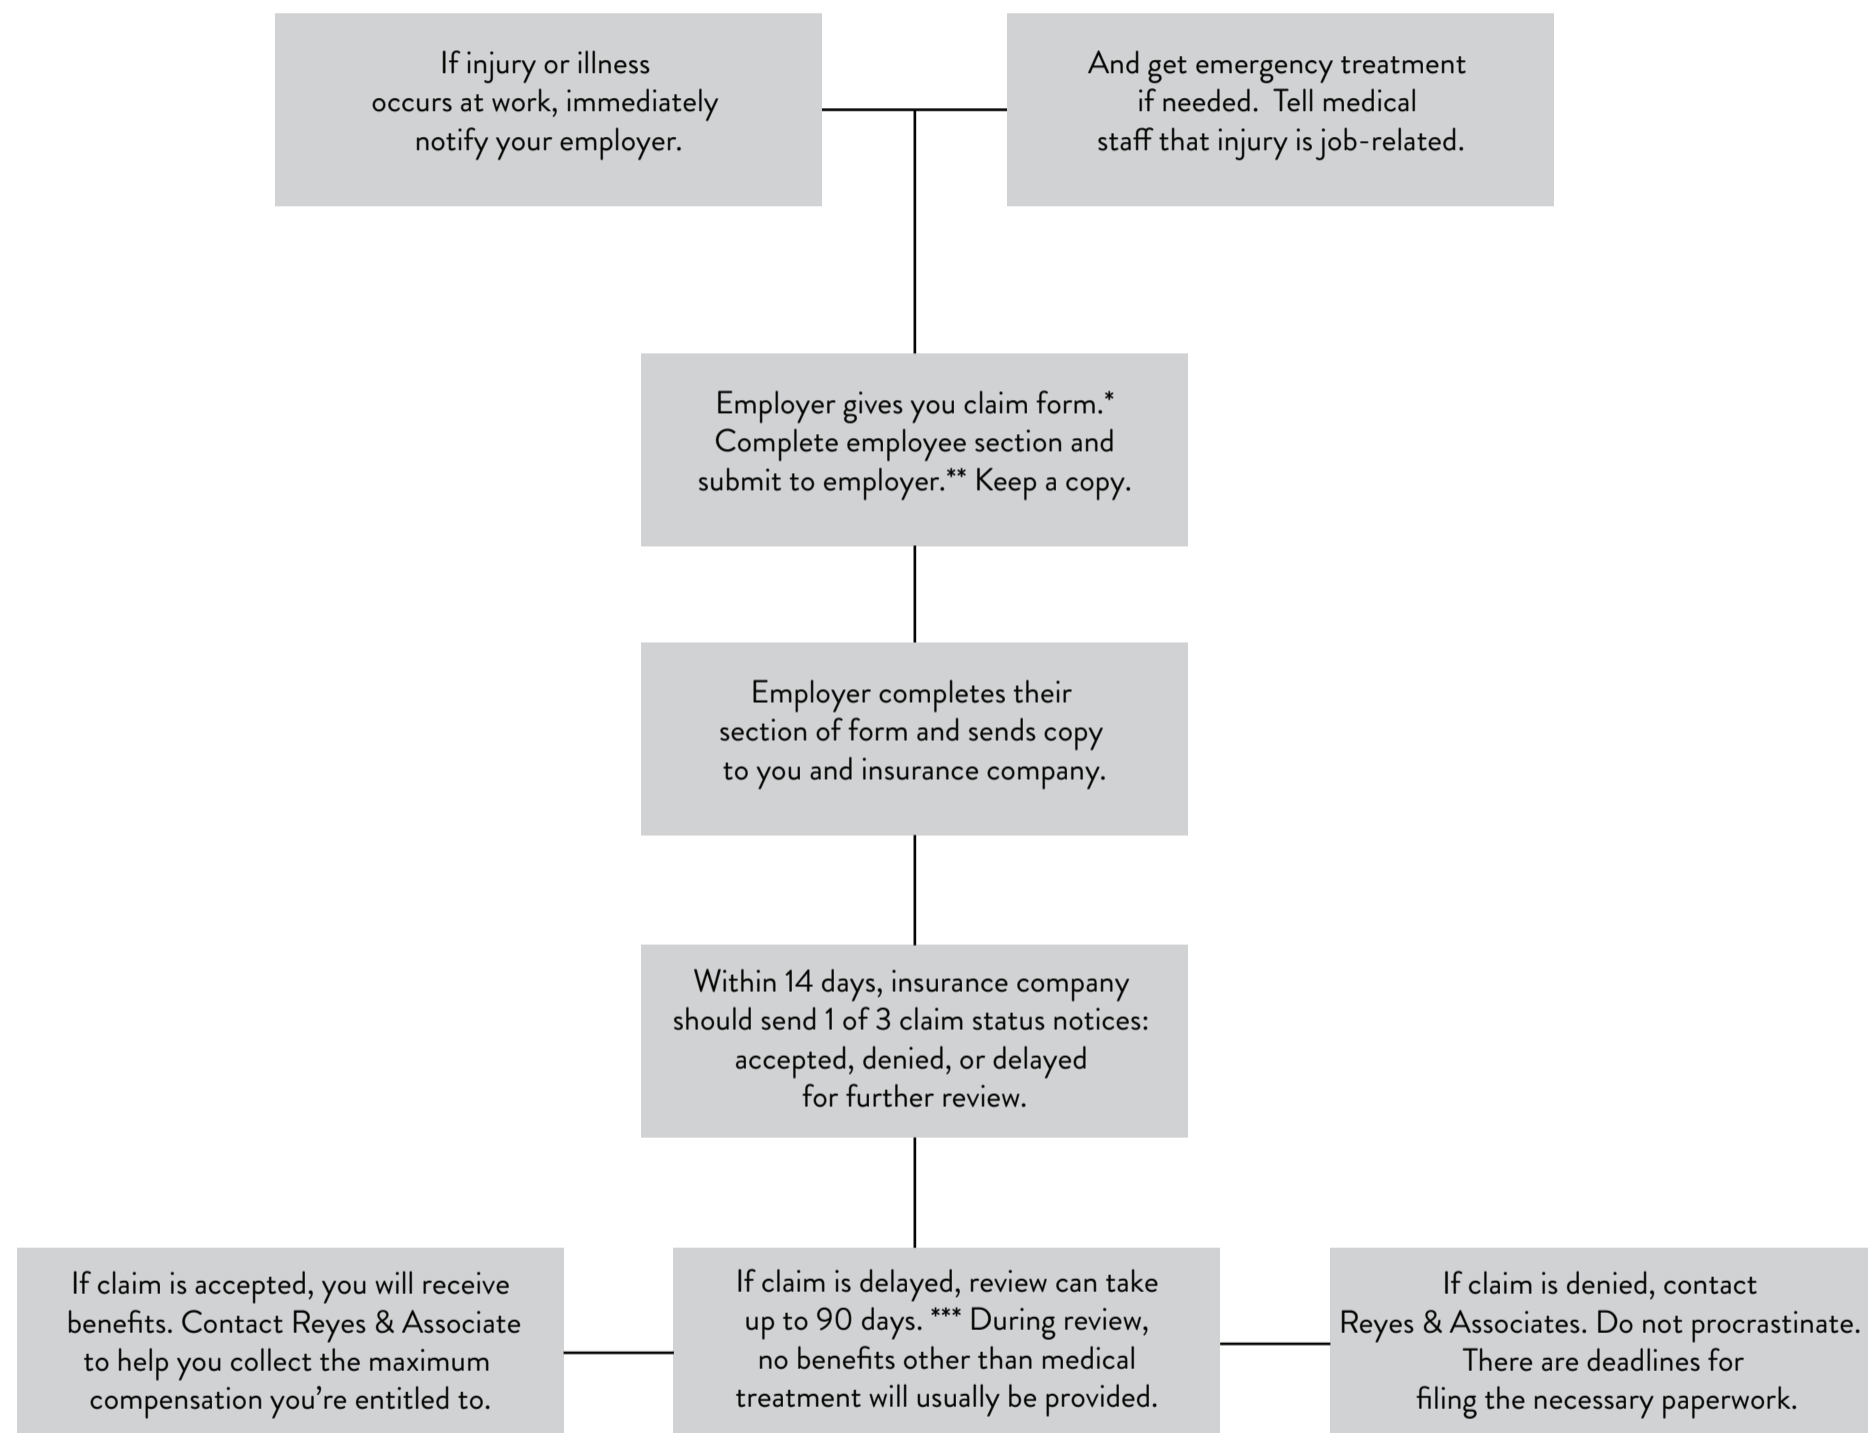 If injury or illness
occurs at work, immediately
notify your employer.
And get emergency treatment
if needed.  Tell medical
staff that injury is job-related.
Employer gives you claim form.*
Complete employee section and
submit to employer.** Keep a copy.
Employer completes their
section of form and sends copy
to you and insurance company.
Within 14 days, insurance company
should send 1 of 3 claim status notices:
accepted, denied, or delayed
for further review.
If claim is accepted, you will receive
benefits. Contact Reyes & Associate
to help you collect the maximum
compensation you’re entitled to.
If claim is delayed, review can take
up to 90 days. *** During review,
no benefits other than medical
treatment will usually be provided.
If claim is denied, contact
Reyes & Associates. Do not procrastinate.
There are deadlines for
filing the necessary paperwork.